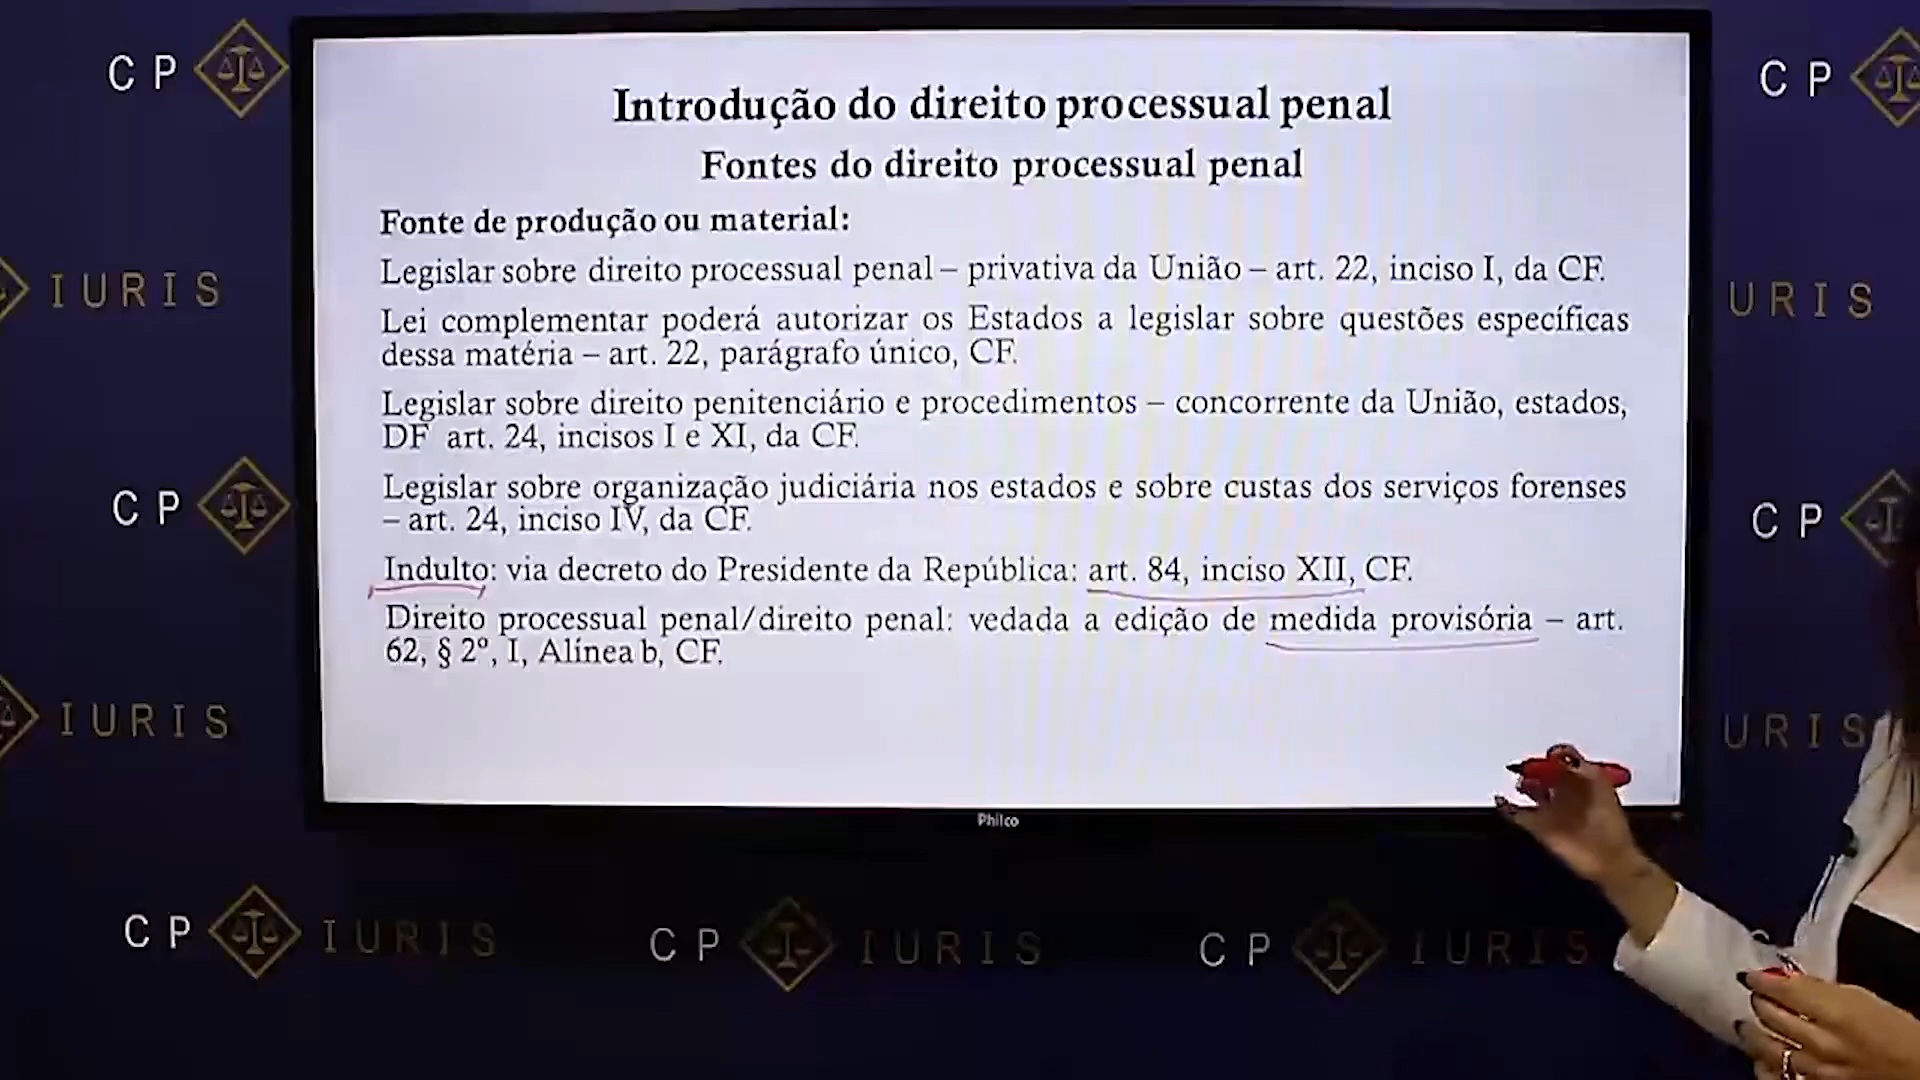 CP
CP
Introdução do direito processual penal
Fontes do direito processual penal
Fonte de produção ou material:
Legislar sobre direito processual penal – privativa da União – art. 22, inciso I, da CF.
IURIS
URIS
Lei complementar poderá autorizar os Estados a legislar sobre questões específicas
dessa matéria – art. 22, parágrafo único, CF.
Legislar sobre direito penitenciário e procedimentos – concorrente da União, estados,
DF art. 24, incisos I e XI, da CF.
Legislar sobre organização judiciária nos estados e sobre custas dos serviços forenses
– art. 24, inciso IV, da CF.
CP
CP
Indulto: via decreto do Presidente da República: art. 84, inciso XII, CF.
Direito processual penal/direito penal: vedada a edição de medida provisória – art.
62, § 2º, I, Alínea b, CF.
IURIS
URIS
Philco
CP IURIS
CP IURIS
CP IURIS
C